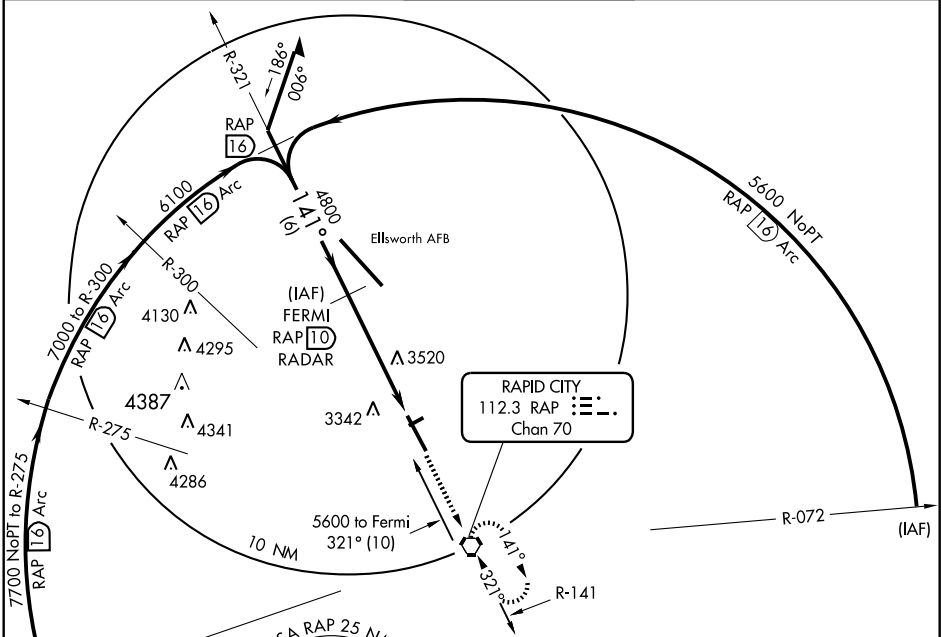 R-321
186°
006°
RAP
16
6100
RAP 16 Arc
4800
141°
(6)
Ellsworth AFB
5600 NoPT
RAP 16 Arc
R-300
7000 to R-300
RAP 16 Arc
(IAF)
FERMI
RAP 10
RADAR
4130
4295
4387
4341
4286
3520
3342
RAPID CITY
112.3 RAP
Chan 70
R-275
7700 NoPT to R-275
RAP 16 Arc
5600 to Fermi
321° (10)
10 NM
141°
321°
R-141
R-072
(IAF)
SA RAP 25 N